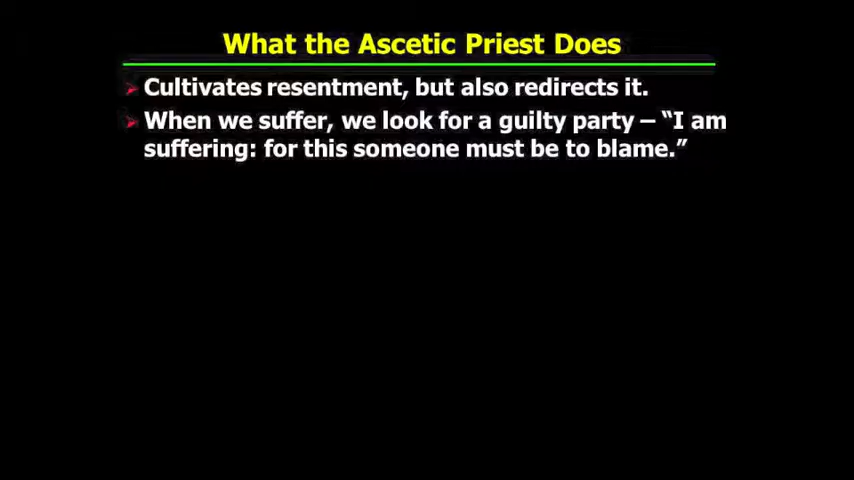 What the Ascetic Priest Does
Cultivates resentment, but also redirects it.
When we suffer, we look for a guilty party – “I am
suffering: for this someone must be to blame.”